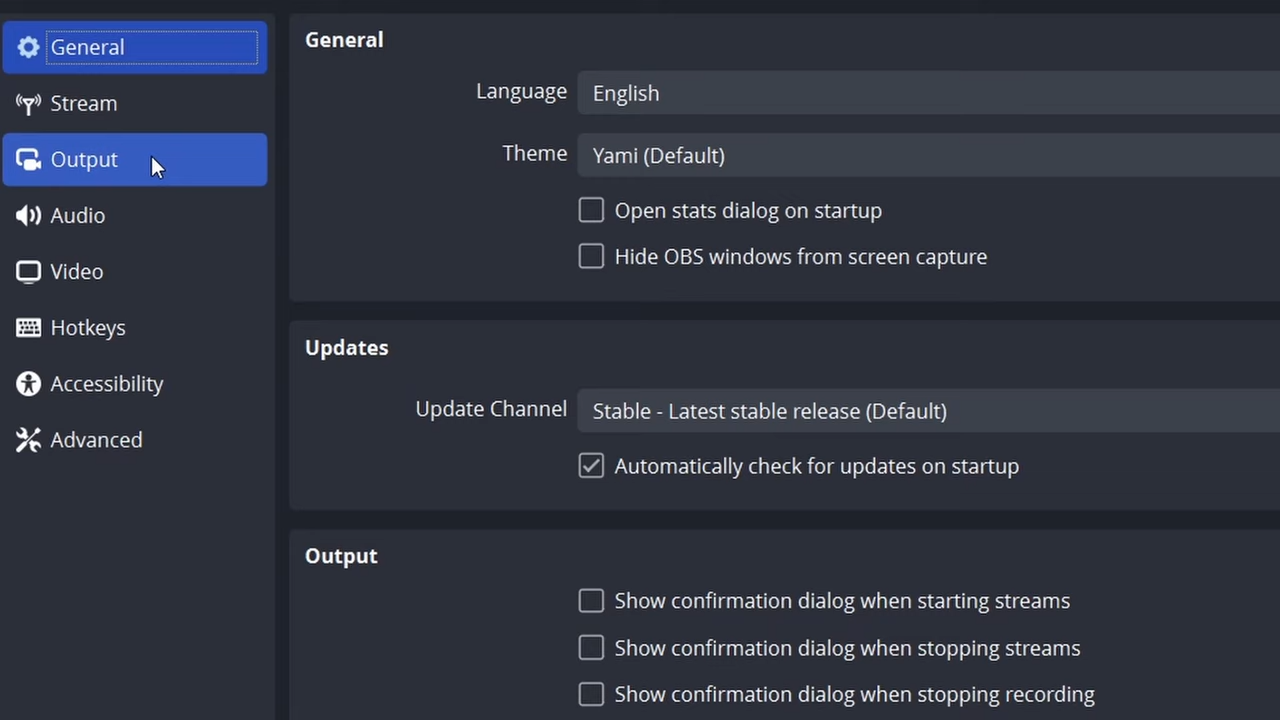 General
Stream
Output
Audio
Video
Hotkeys
Accessibility
Advanced
General
Language English
Theme Yami (Default)
Open stats dialog on startup
Hide OBS windows from screen capture
Updates
Update Channel Stable - Latest stable release (Default)
Automatically check for updates on startup
Output
Show confirmation dialog when starting streams
Show confirmation dialog when stopping streams
Show confirmation dialog when stopping recording